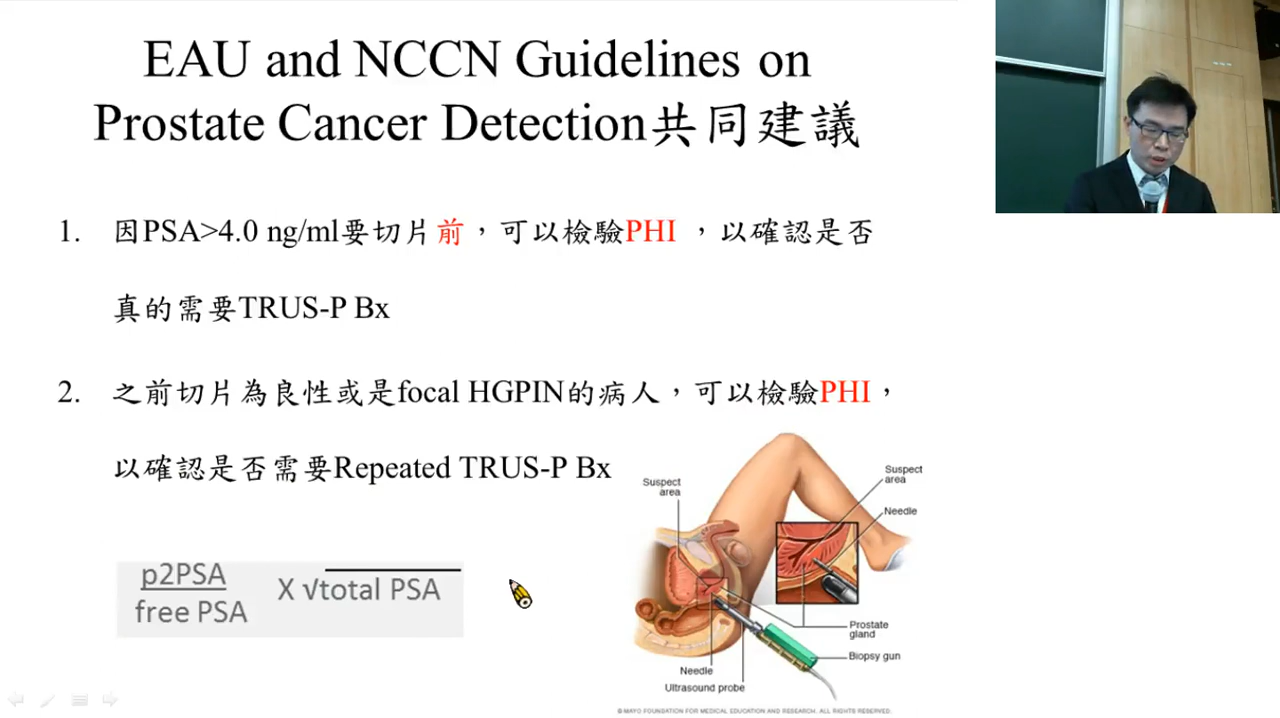 EAU and NCCN Guidelines on
Prostate Cancer Detection共同建議
1. 因PSA>4.0 ng/ml要切片前，可以檢驗PHI ，以確認是否
真的需要TRUS-P Bx
2. 之前切片為良性或是focal HGPIN的病人，可以檢驗PHI，
以確認是否需要Repeated TRUS-P Bx
p2PSA
free PSA
X √total PSA
Suspect
area
Suspect
area
Needle
Prostate
gland
Biopsy gun
Needle
Ultrasound probe
© MAYO FOUNDATION FOR MEDICAL EDUCATION AND RESEARCH. ALL RIGHTS RESERVED.